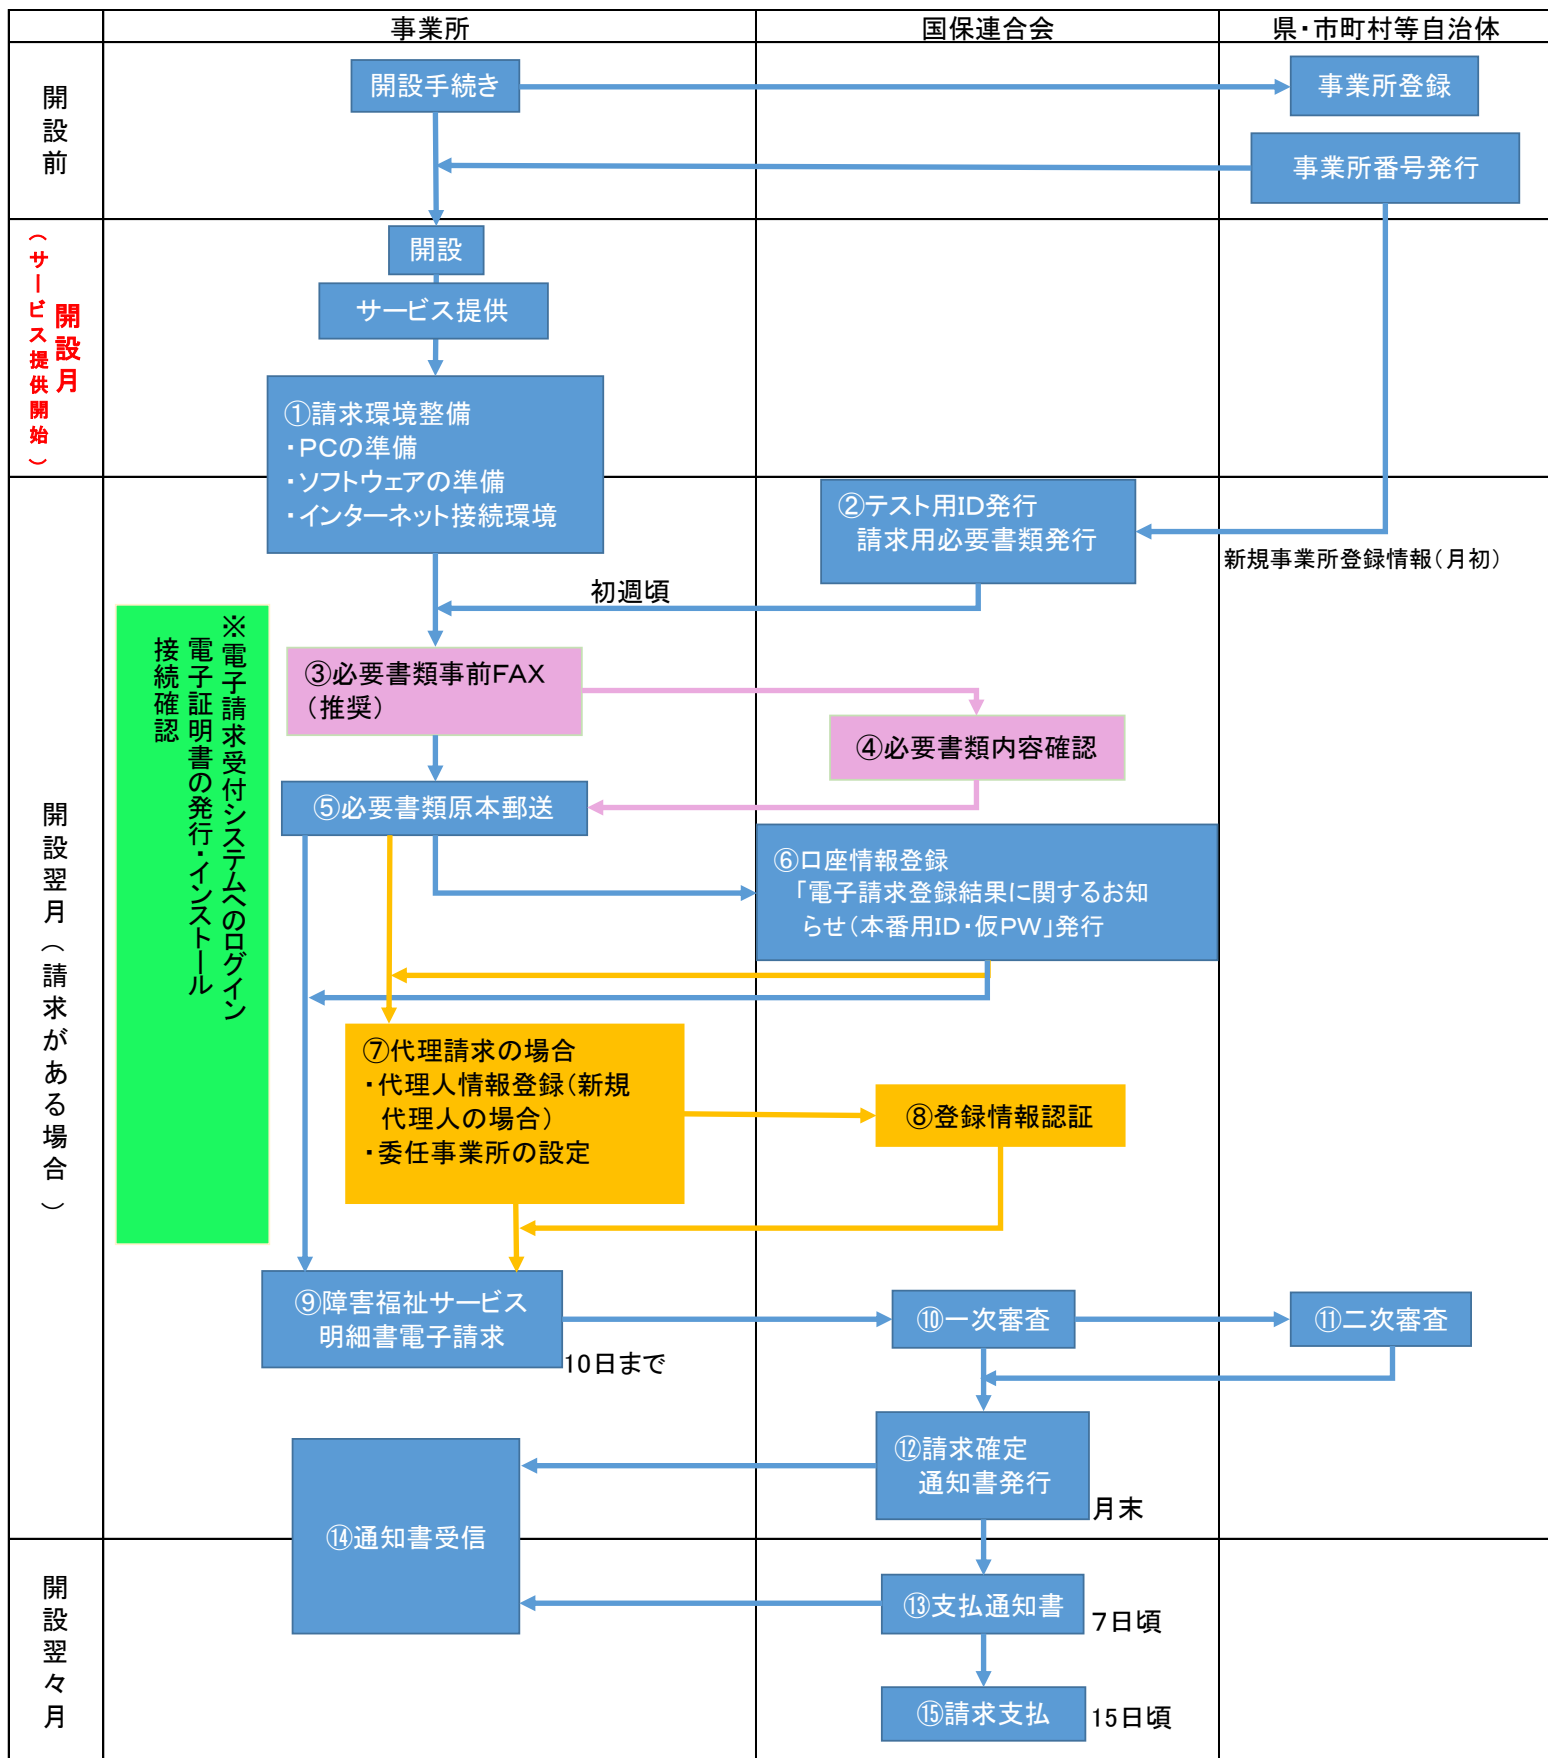 事業所
国保連合会
県・市町村等自治体
開設前
開設手続き
事業所登録
事業所番号発行
開設月
（サービス提供開始）
開設
サービス提供
①請求環境整備
・PCの準備
・ソフトウェアの準備
・インターネット接続環境
開設翌月（請求がある場合）
②テスト用ID発行
請求用必要書類発行
新規事業所登録情報（月初）
初週頃
※電子請求受付システムへのログイン
電子証明書の発行・インストール
接続確認
③必要書類事前FAX
（推奨）
④必要書類内容確認
⑤必要書類原本郵送
⑥口座情報登録
「電子請求登録結果に関するお知
らせ（本番用ID・仮PW」発行
⑦代理請求の場合
・代理人情報登録（新規
代理人の場合）
・委任事業所の設定
⑧登録情報認証
⑨障害福祉サービス
明細書電子請求
10日まで
⑩一次審査
⑪二次審査
⑫請求確定
通知書発行
月末
⑭通知書受信
開設翌々月
⑬支払通知書
7日頃
⑮請求支払
15日頃